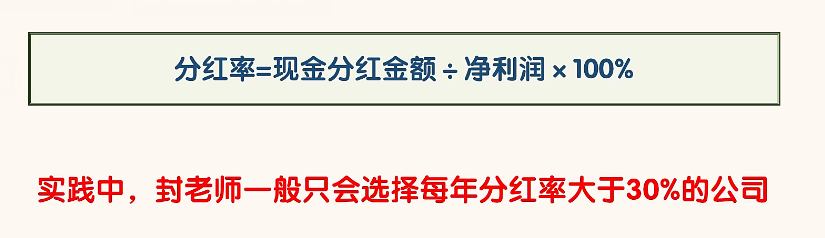 分红率=现金分红金额÷净利润×100%
实践中，封老师一般只会选择每年分红率大于30%的公司